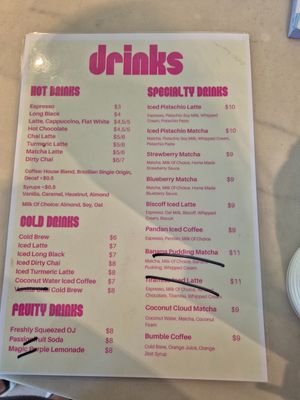 drinks
HOT DRINKS
Espresso $3
Long Black $4
Latte, Cappuccino, Flat White $4.5/5
Hot Chocolate $4.5/5
Chai Latte $5/6
Turmeric Latte $5/6
Matcha Latte $5/6
Dirty Chai $6/7
Coffee: House Blend, Brazilian Single Origin,
Decaf +$0.5
Syrups +$0.5
Vanilla, Caramel, Hazelnut, Almond
Milk Of Choice: Almond, Soy, Oat
COLD DRINKS
Cold Brew $6
Iced Latte $7
Iced Long Black $7
Iced Dirty Chai $8
Iced Turmeric Latte $8
Coconut Water Iced Coffee $7
Vanilla Oat Cold Brew $8
FRUITY DRINKS
Freshly Squeezed OJ $8
Passionfruit Soda $8
Magic Purple Lemonade $8
SPECIALTY DRINKS
Iced Pistachio Latte $10
Espresso, Pistachio Soy Milk, Whipped
Cream, Pistachio Paste
Iced Pistachio Matcha $10
Matcha, Pistachio Soy Milk, Whipped Cream,
Pistachio Paste
Strawberry Matcha $9
Matcha, Milk Of Choice, Home Made
Strawberry Sauce
Blueberry Matcha $9
Matcha, Milk Of Choice, Home Made
Blueberry Sauce
Biscoff Iced Latte $9
Espresso, Oat Milk, Biscoff, Whipped
Cream, Biscuit
Pandan Iced Coffee $9
Espresso, Pandan, Milk Of Choice
Banana Pudding Matcha $11
Matcha, Milk Of Choice, Banana
Pudding, Whipped Cream
Tiramisu Iced Latte $11
Espresso, Milk Of Choice,
Chocolate, Tiramisu, Whipped Cream
Coconut Cloud Matcha $9
Coconut Water, Matcha, Coconut
Foam
Bumble Coffee $9
Cold Brew, Orange Juice, Orange
Zest Syrup